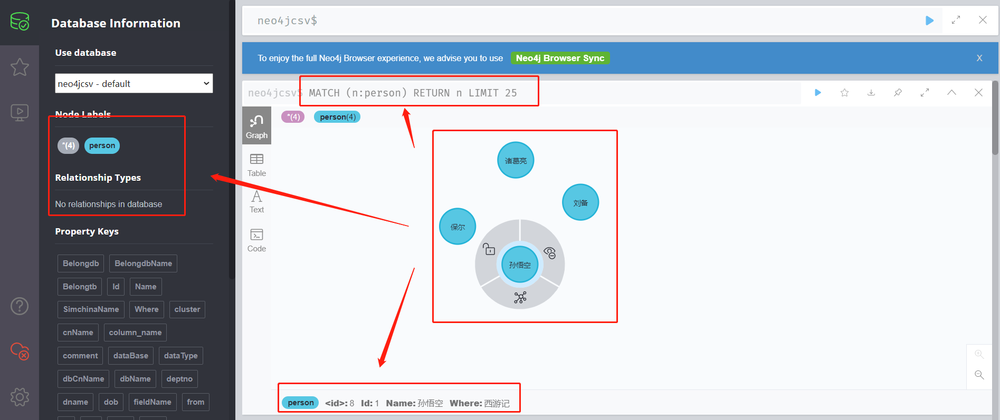 Database Information
Use database
neo4jcsv - default
Node Labels
*(4) person
Relationship Types
No relationships in database
Property Keys
Belongdb BelongdbName
Belongtb Id Name
SimchinaName Where cluster
cnName column_name
comment dataBase dataType
dbCnName dbName deptno
dname dob fieldName from
neo4jcsv$
To enjoy the full Neo4j Browser experience, we advise you to use Neo4j Browser Sync X
neo4jcsv$ MATCH (n:person) RETURN n LIMIT 25
*(4) person(4)
Graph
Table
Text
Code
诸葛亮
刘备
保尔
孙悟空
person <id>: 8 Id: 1 Name: 孙悟空 Where: 西游记